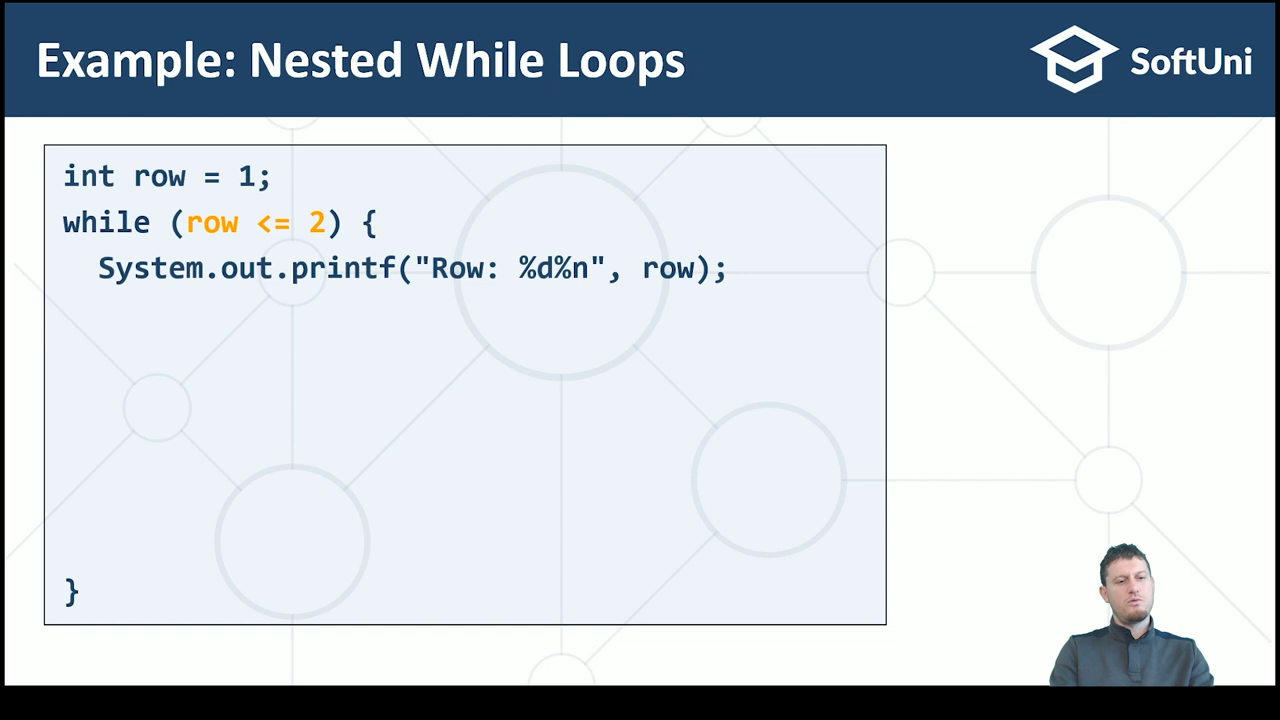 Example: Nested While Loops
SoftUni
int row = 1;
while (row <= 2) {
  System.out.printf("Row: %d%n", row);
}